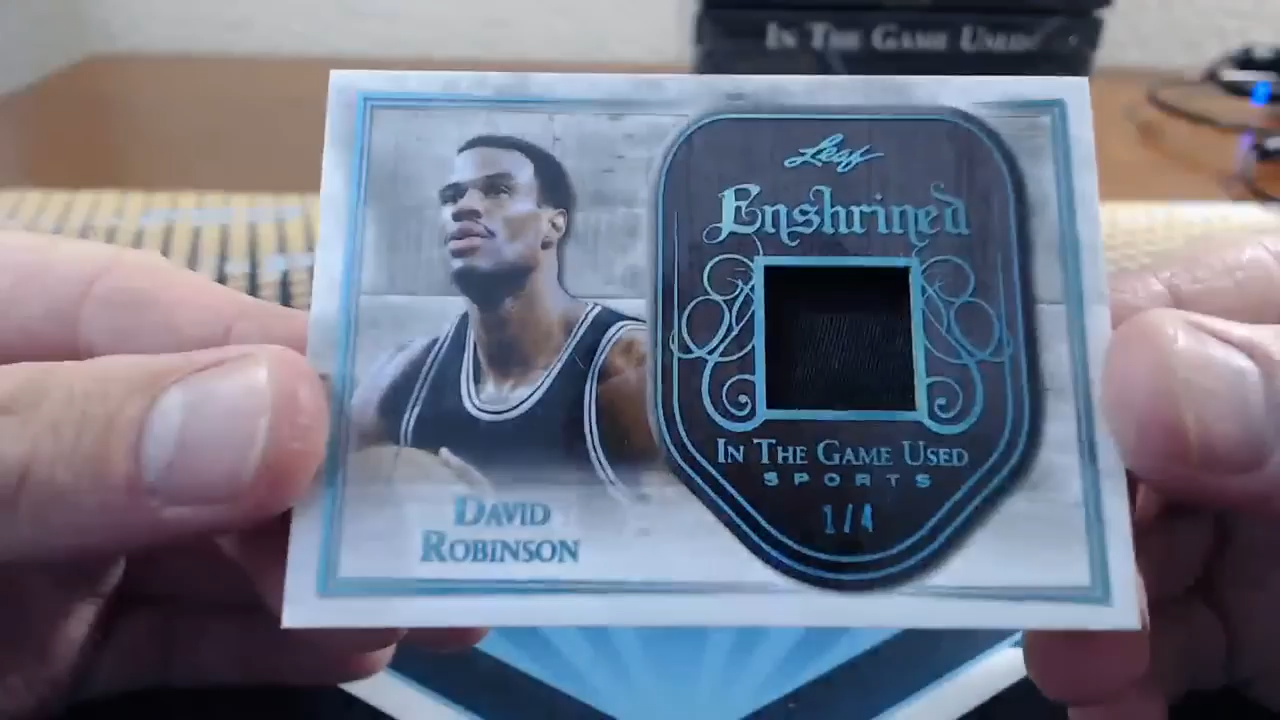 IN THE GAME USED
Leaf
Enshrined
IN THE GAME USED
SPORTS
1/4
DAVID
ROBINSON